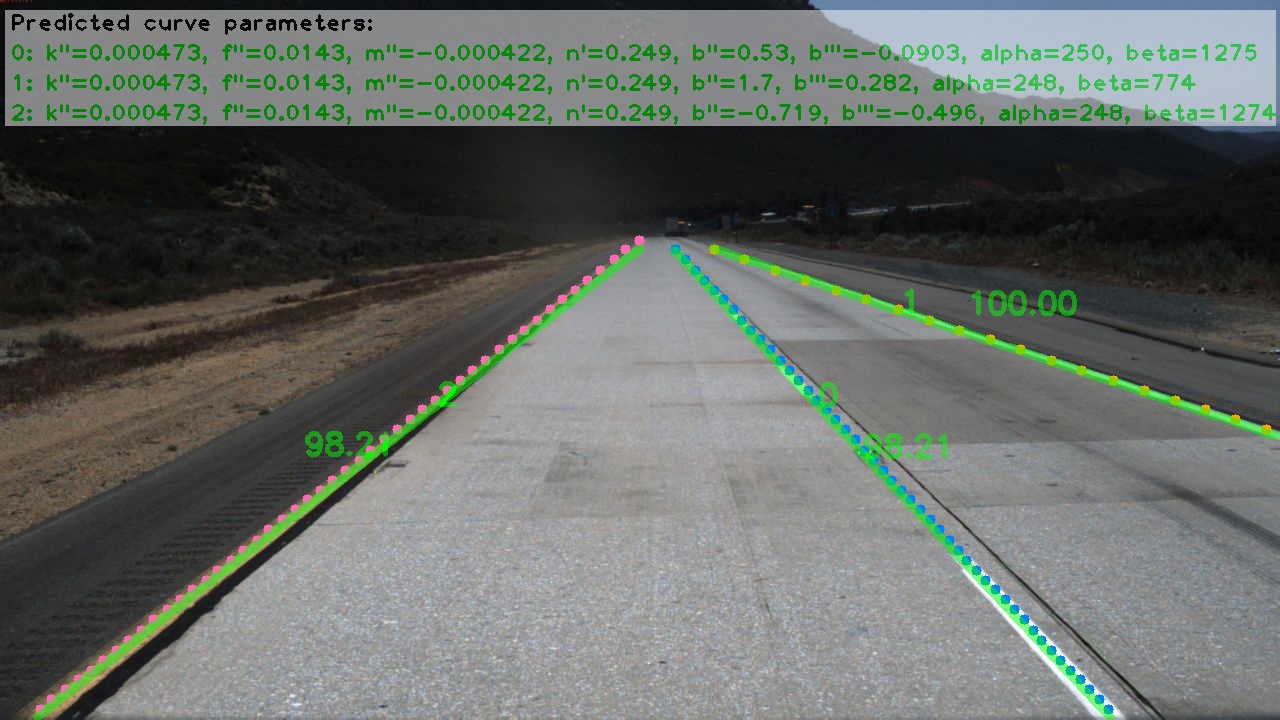 Predicted curve parameters:
0: k''=0.000473, f''=0.0143, m''=-0.000422, n'=0.249, b''=0.53, b'''=-0.0903, alpha=250, beta=1275
1: k''=0.000473, f''=0.0143, m''=-0.000422, n'=0.249, b''=1.7, b'''=0.282, alpha=248, beta=774
2: k''=0.000473, f''=0.0143, m''=-0.000422, n'=0.249, b''=-0.719, b'''=-0.496, alpha=248, beta=1274
1 100.00
2 0
98.21 98.21